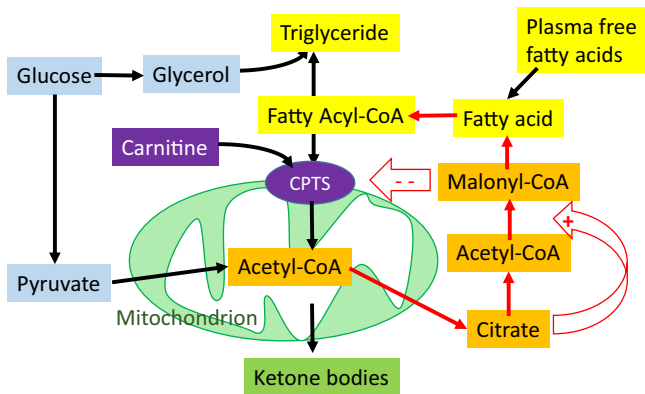 Triglyceride
Plasma free
fatty acids
Glucose
Glycerol
Fatty Acyl-CoA
Fatty acid
Carnitine
CPTS
- -
Malonyl-CoA
+
Acetyl-CoA
Acetyl-CoA
Pyruvate
Mitochondrion
Citrate
Ketone bodies